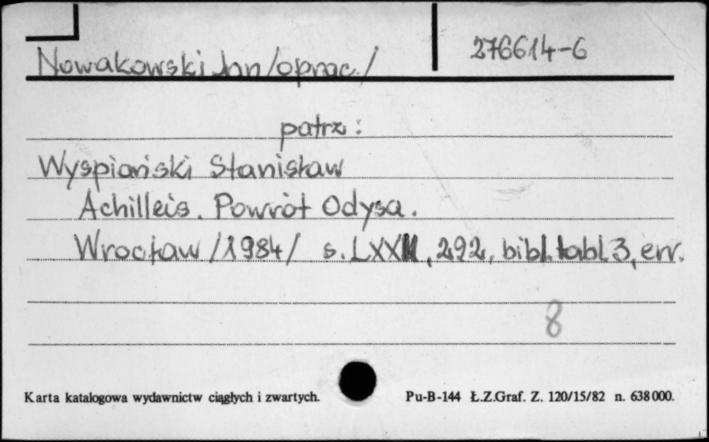 Nowakowski Jan /oprac./ 276614-6
patrz:
Wyspiański Stanisław
Achilleis. Powrót Odysa.
Wrocław /1984/ s. 292, bibl. tabl. 3, err.
8
Karta katalogowa wydawnictw ciągłych i zwartych. Pu-B-144 Ł.Z.Graf. Z. 120/15/82 n. 638000.